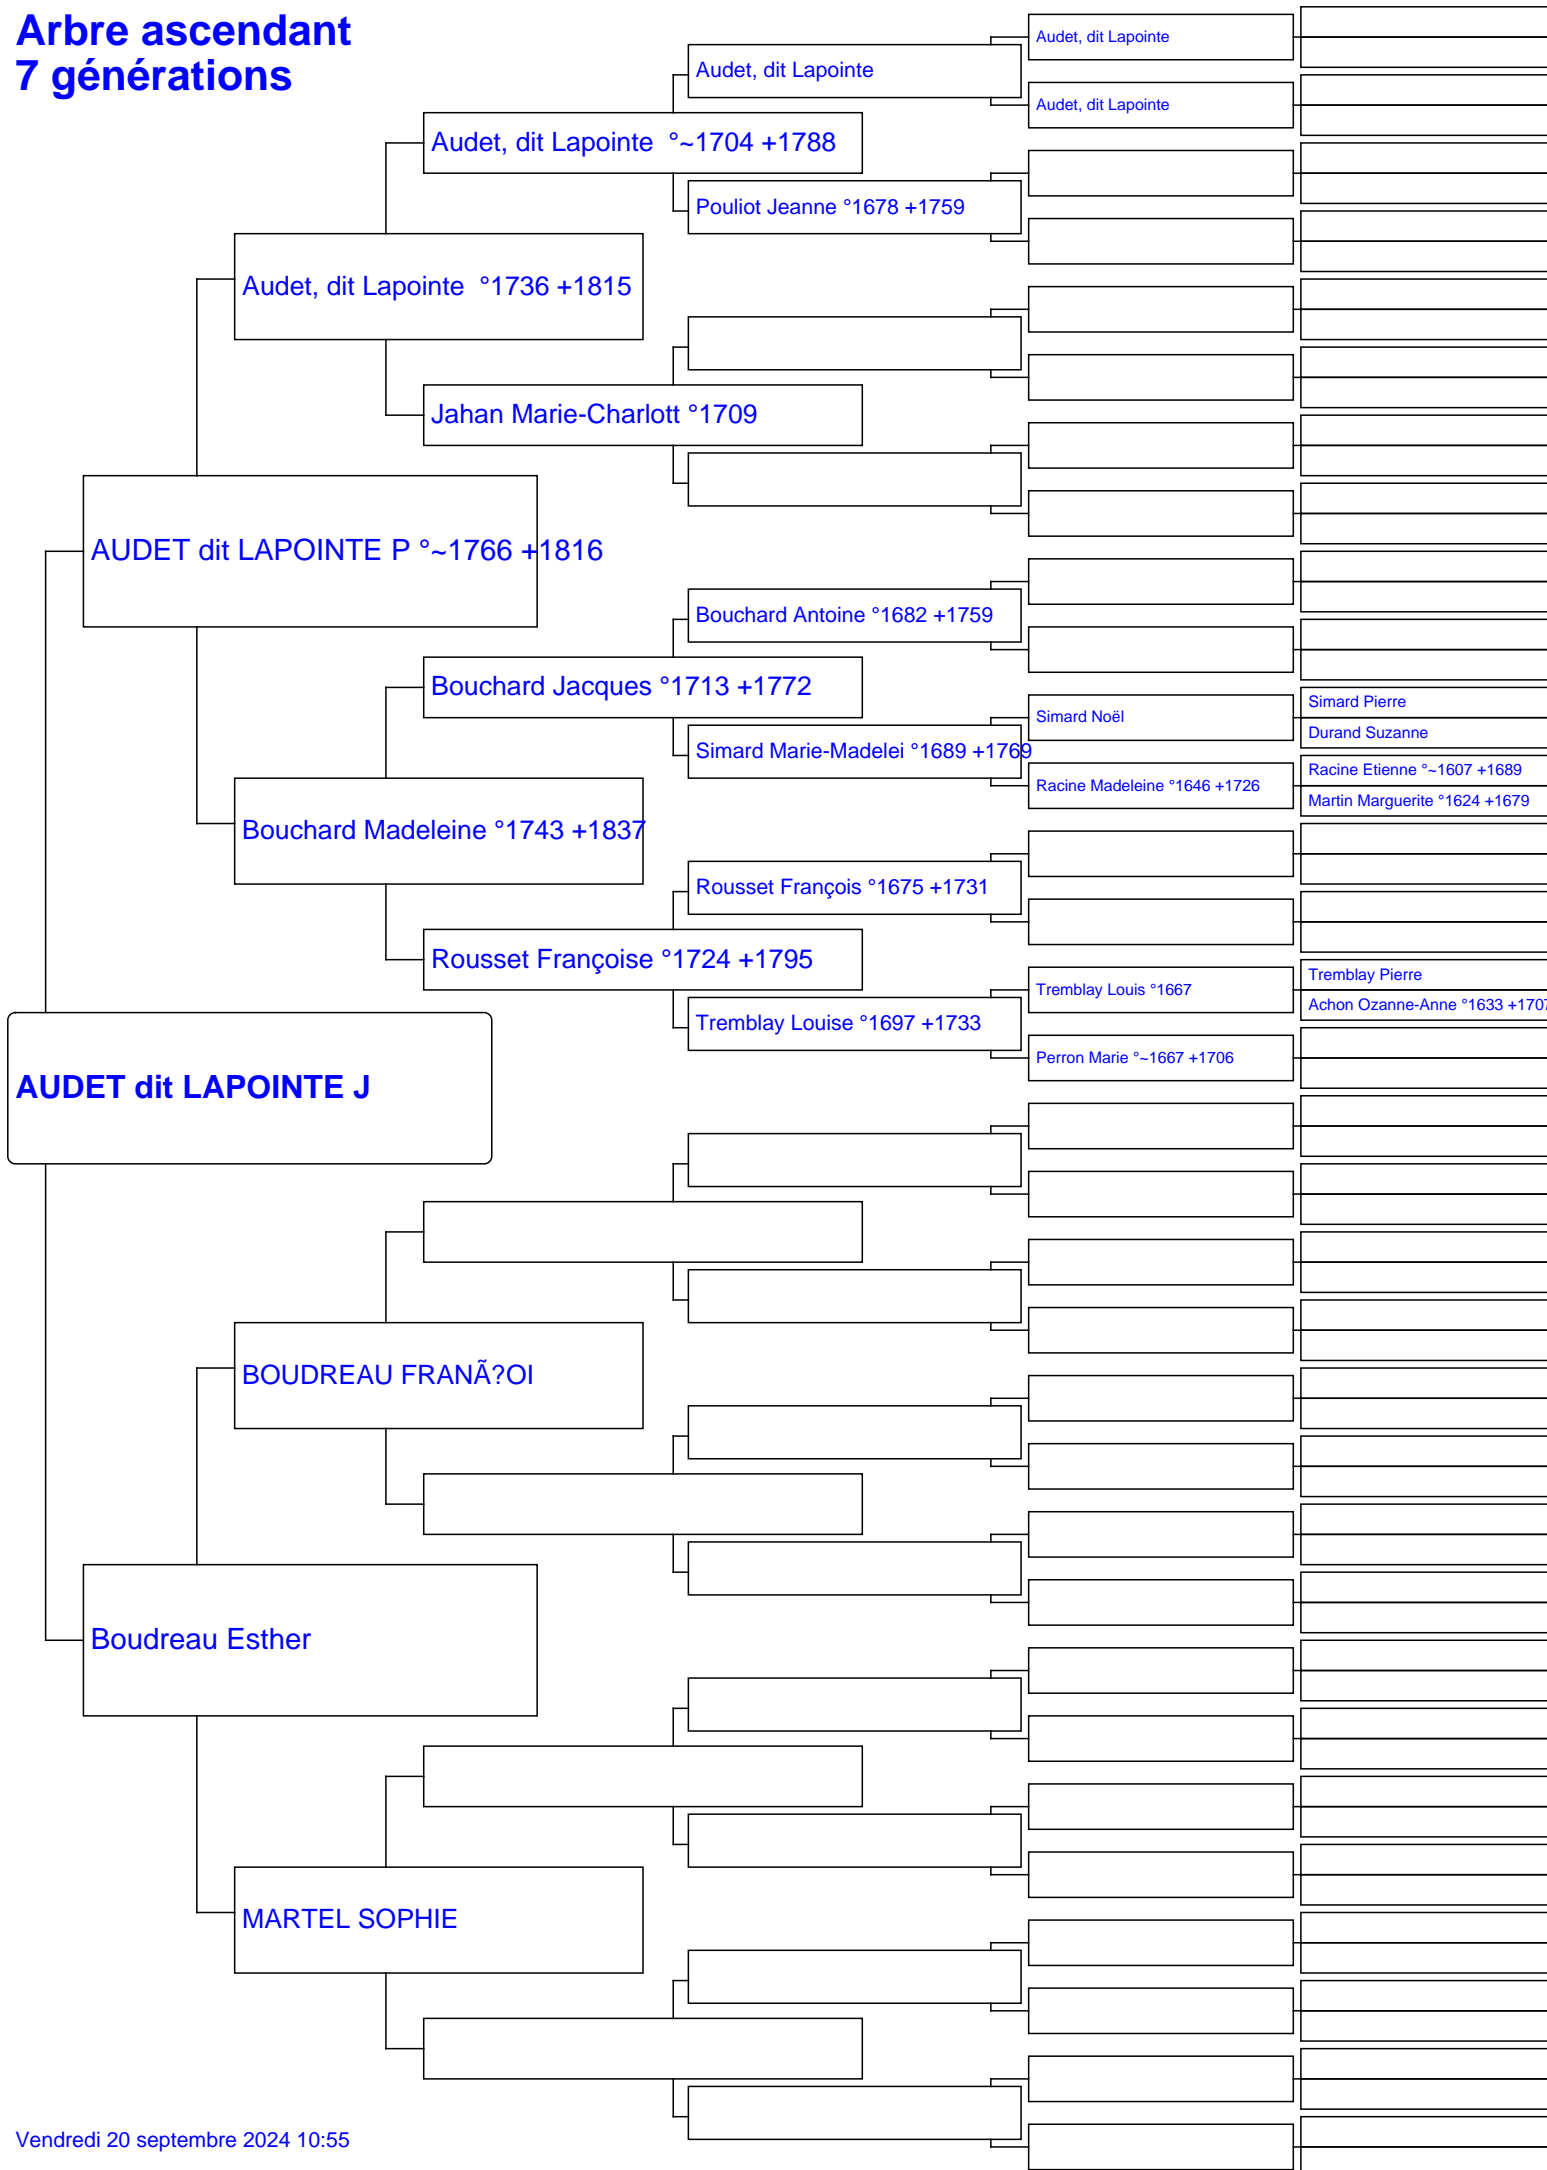 Arbre ascendant
7 générations
Audet, dit Lapointe
Audet, dit Lapointe
Audet, dit Lapointe
Audet, dit Lapointe  °~1704 +1788
Pouliot Jeanne °1678 +1759
Audet, dit Lapointe  °1736 +1815
Jahan Marie-Charlott °1709
AUDET dit LAPOINTE P °~1766 +1816
Bouchard Antoine °1682 +1759
Bouchard Jacques °1713 +1772
Simard Noël
Simard Pierre
Durand Suzanne
Simard Marie-Madelei °1689 +1769
Racine Madeleine °1646 +1726
Racine Etienne °~1607 +1689
Martin Marguerite °1624 +1679
Bouchard Madeleine °1743 +1837
Rousset François °1675 +1731
Rousset Françoise °1724 +1795
Tremblay Louis °1667
Tremblay Pierre
Achon Ozanne-Anne °1633 +1707
Tremblay Louise °1697 +1733
Perron Marie °~1667 +1706
AUDET dit LAPOINTE J
BOUDREAU FRANÃ?OI
Boudreau Esther
MARTEL SOPHIE
Vendredi 20 septembre 2024 10:55